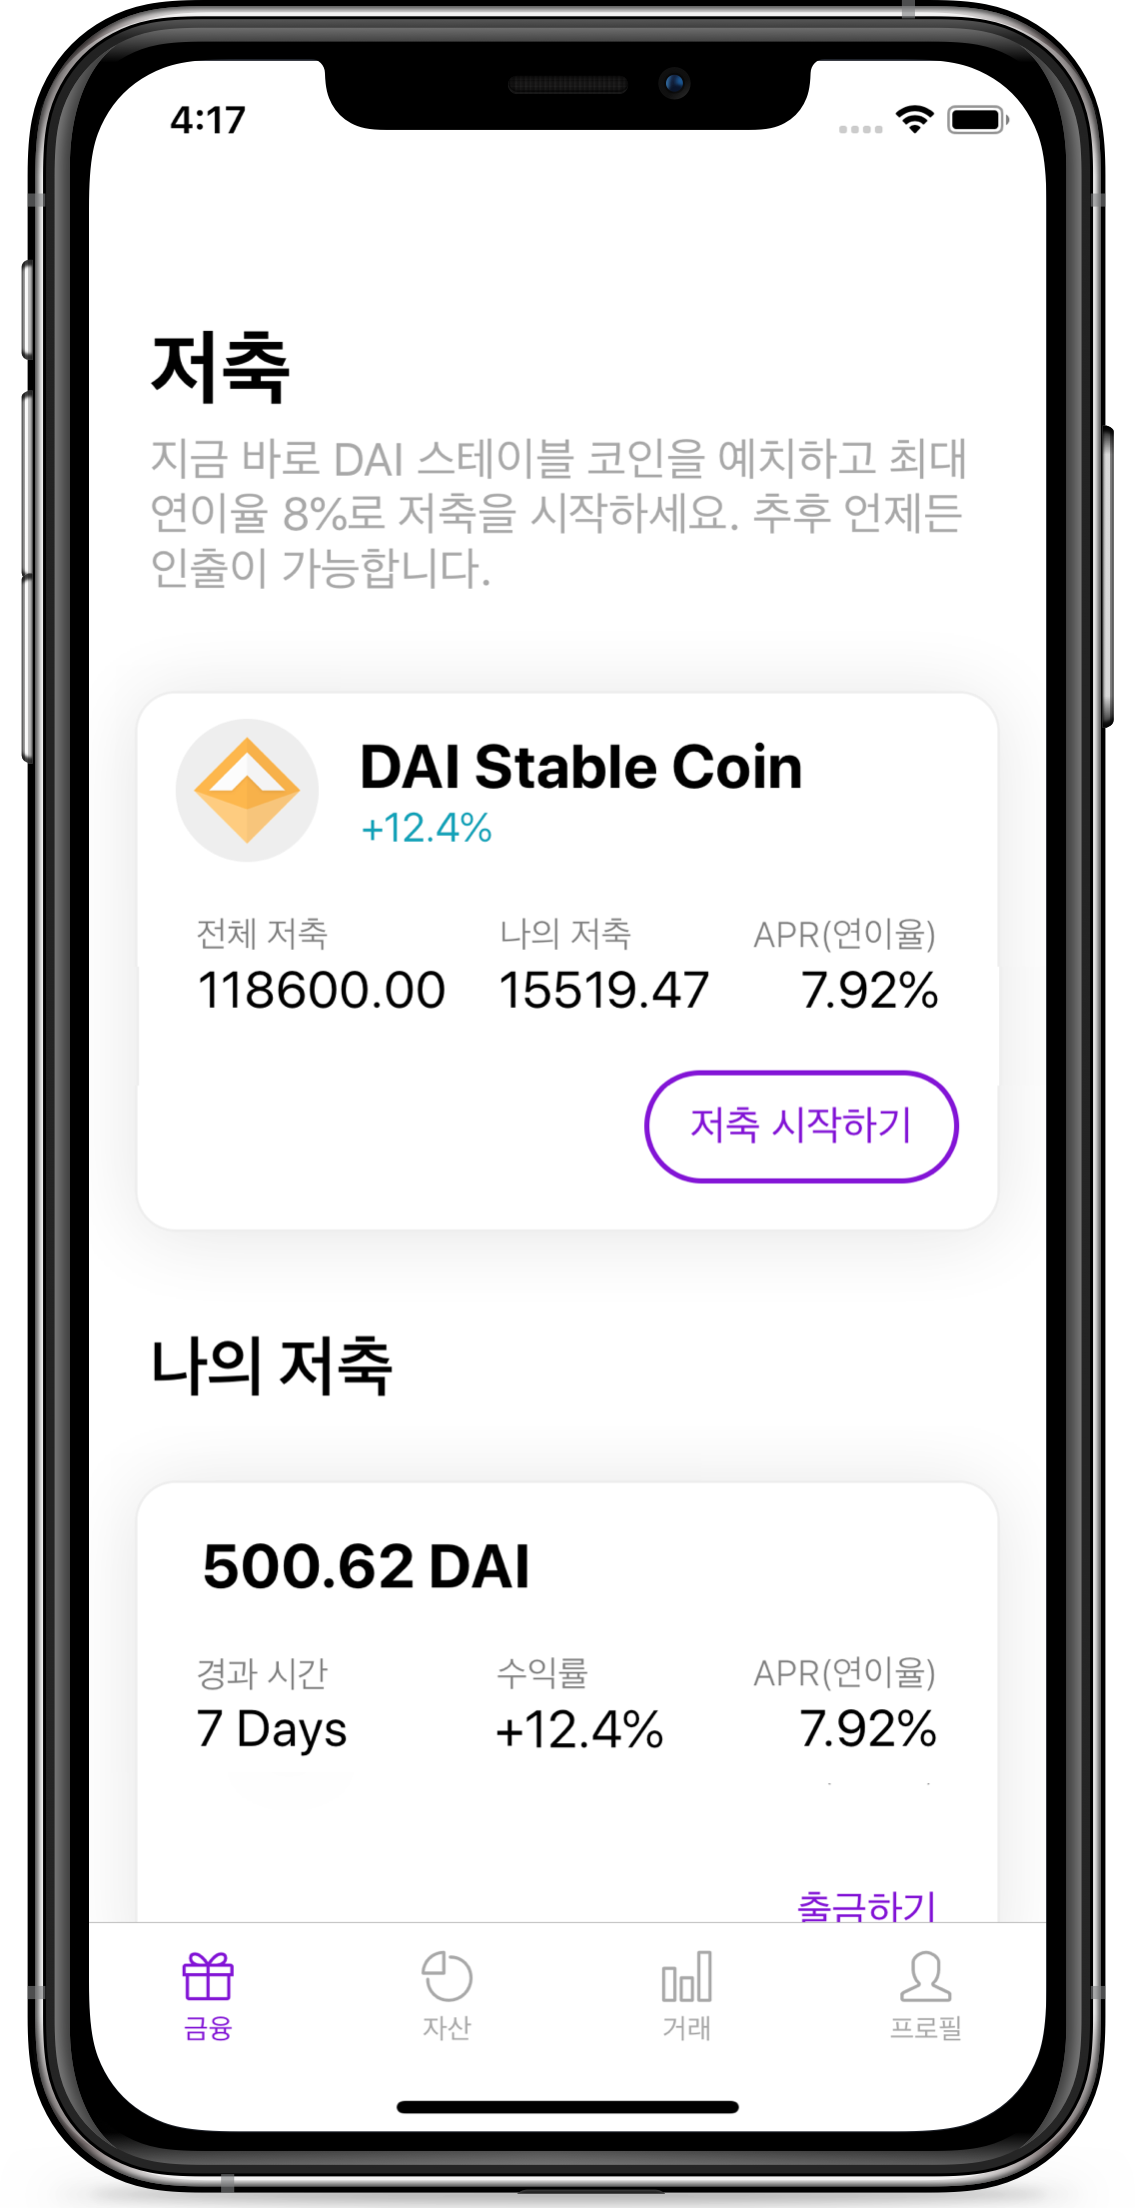 4:17
저축
지금 바로 DAI 스테이블 코인을 예치하고 최대
연이율 8%로 저축을 시작하세요. 추후 언제든
인출이 가능합니다.
DAI Stable Coin
+12.4%
전체 저축 나의 저축 APR(연이율)
118600.00 15519.47 7.92%
저축 시작하기
나의 저축
500.62 DAI
경과 시간 수익률 APR(연이율)
7 Days +12.4% 7.92%
출금하기
금융 자산 거래 프로필